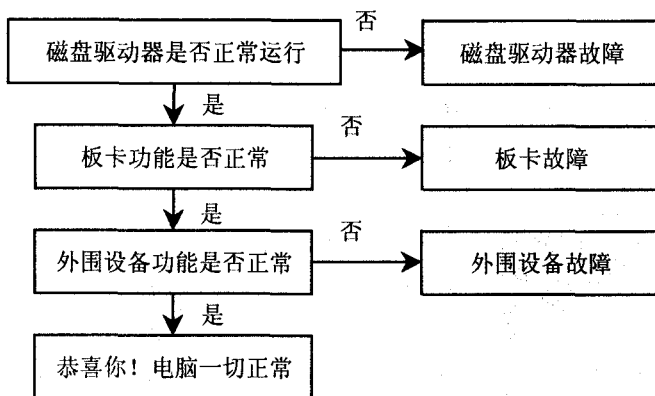 磁盘驱动器是否正常运行
否
磁盘驱动器故障
是
板卡功能是否正常
否
板卡故障
是
外围设备功能是否正常
否
外围设备故障
是
恭喜你！电脑一切正常